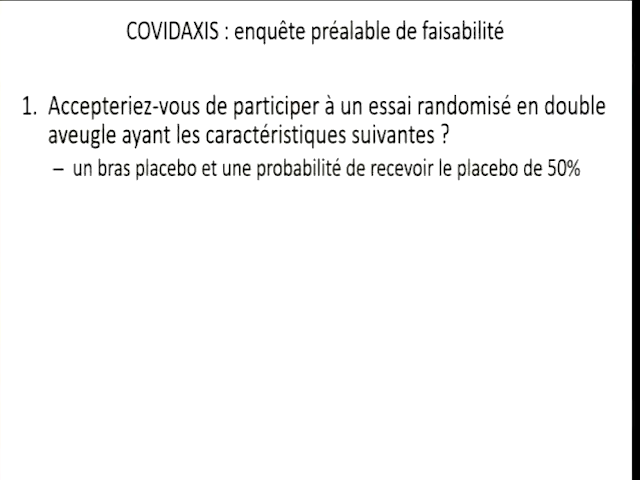 COVIDAXIS : enquête préalable de faisabilité
1. Accepteriez-vous de participer à un essai randomisé en double
aveugle ayant les caractéristiques suivantes ?
– un bras placebo et une probabilité de recevoir le placebo de 50%